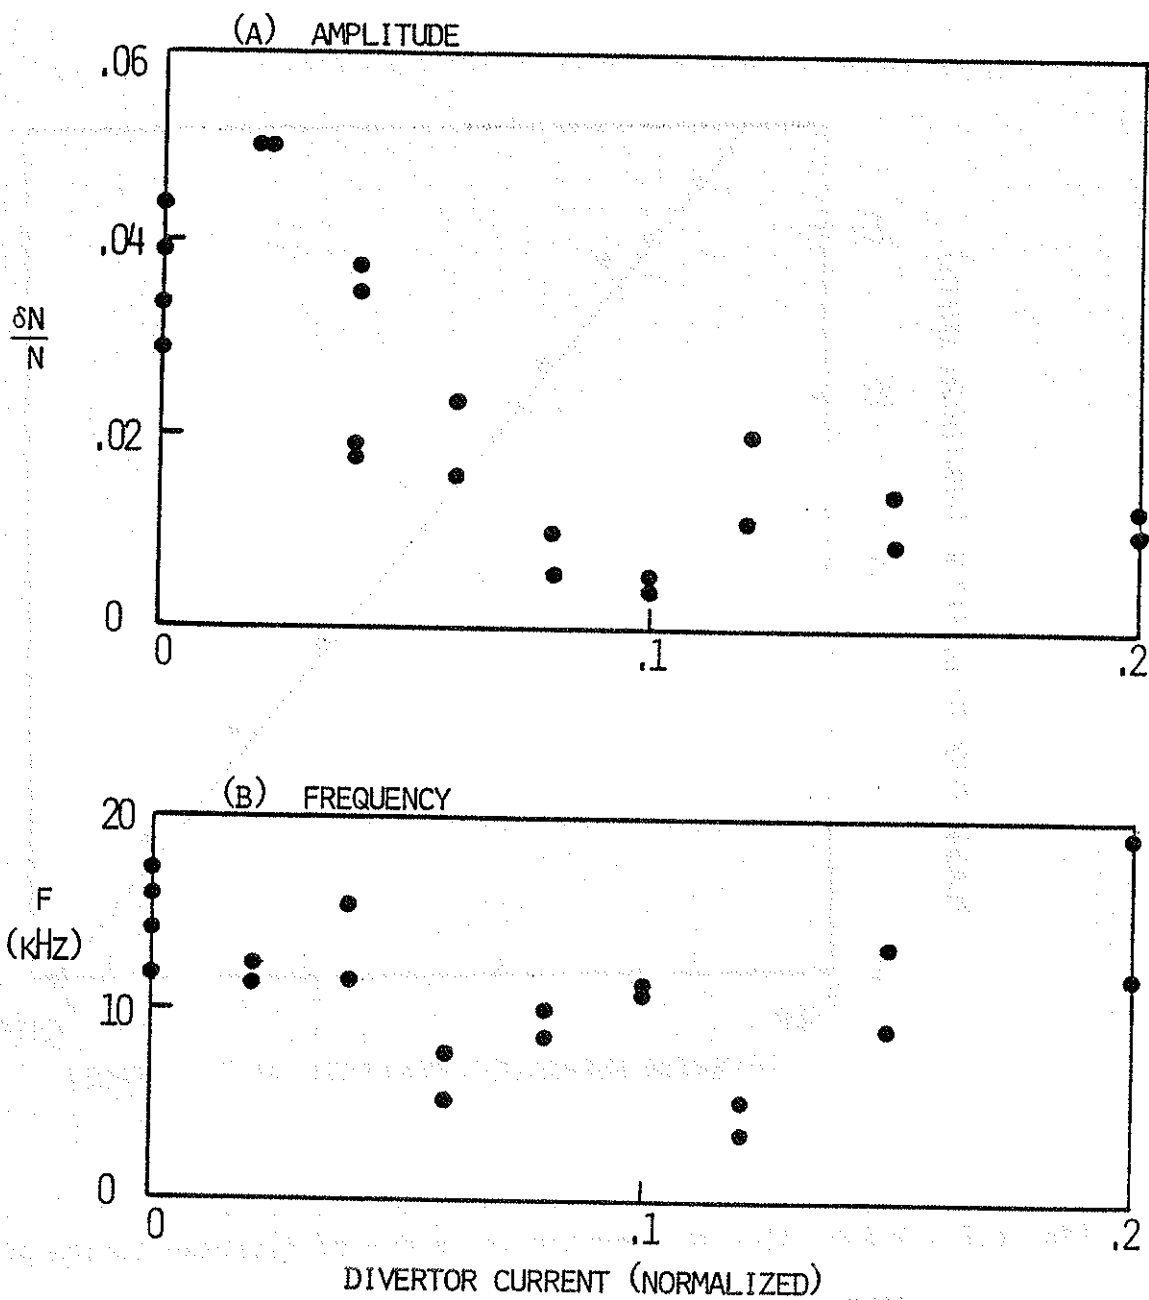 (A) AMPLITUDE
.06
.04
δN
N
.02
0
0
.1
.2
(B) FREQUENCY
20
F
(KHZ)
10
0
0
.1
.2
DIVERTOR CURRENT (NORMALIZED)